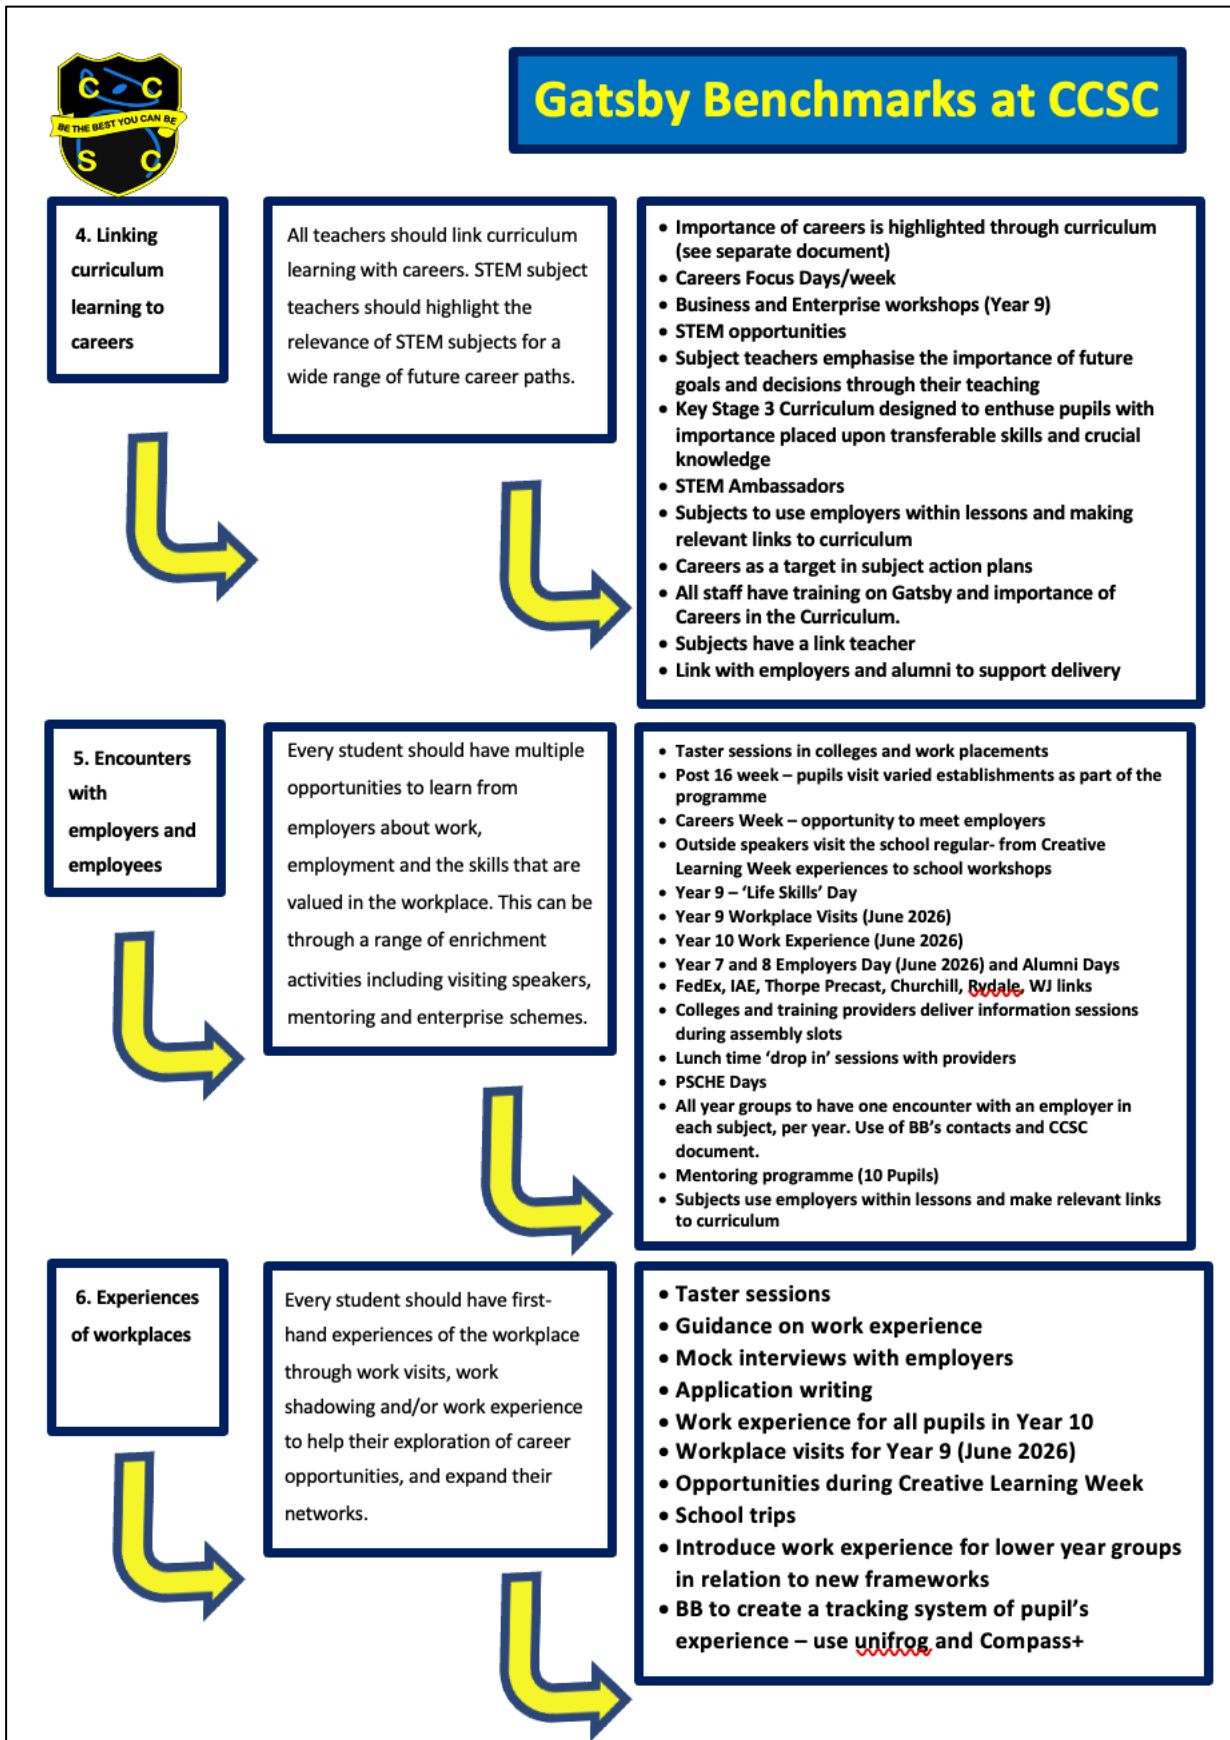 C C
BE THE BEST YOU CAN BE
S C
Gatsby Benchmarks at CCSC
4. Linking
curriculum
learning to
careers
All teachers should link curriculum
learning with careers. STEM subject
teachers should highlight the
relevance of STEM subjects for a
wide range of future career paths.
• Importance of careers is highlighted through curriculum
(see separate document)
• Careers Focus Days/week
• Business and Enterprise workshops (Year 9)
• STEM opportunities
• Subject teachers emphasise the importance of future
goals and decisions through their teaching
• Key Stage 3 Curriculum designed to enthuse pupils with
importance placed upon transferable skills and crucial
knowledge
• STEM Ambassadors
• Subjects to use employers within lessons and making
relevant links to curriculum
• Careers as a target in subject action plans
• All staff have training on Gatsby and importance of
Careers in the Curriculum.
• Subjects have a link teacher
• Link with employers and alumni to support delivery
5. Encounters
with
employers and
employees
Every student should have multiple
opportunities to learn from
employers about work,
employment and the skills that are
valued in the workplace. This can be
through a range of enrichment
activities including visiting speakers,
mentoring and enterprise schemes.
• Taster sessions in colleges and work placements
• Post 16 week – pupils visit varied establishments as part of the
programme
• Careers Week – opportunity to meet employers
• Outside speakers visit the school regular- from Creative
Learning Week experiences to school workshops
• Year 9 – ‘Life Skills’ Day
• Year 9 Workplace Visits (June 2026)
• Year 10 Work Experience (June 2026)
• Year 7 and 8 Employers Day (June 2026) and Alumni Days
• FedEx, IAE, Thorpe Precast, Churchill, Rydale, WJ links
• Colleges and training providers deliver information sessions
during assembly slots
• Lunch time ‘drop in’ sessions with providers
• PSCHE Days
• All year groups to have one encounter with an employer in
each subject, per year. Use of BB’s contacts and CCSC
document.
• Mentoring programme (10 Pupils)
• Subjects use employers within lessons and make relevant links
to curriculum
6. Experiences
of workplaces
Every student should have first-
hand experiences of the workplace
through work visits, work
shadowing and/or work experience
to help their exploration of career
opportunities, and expand their
networks.
• Taster sessions
• Guidance on work experience
• Mock interviews with employers
• Application writing
• Work experience for all pupils in Year 10
• Workplace visits for Year 9 (June 2026)
• Opportunities during Creative Learning Week
• School trips
• Introduce work experience for lower year groups
in relation to new frameworks
• BB to create a tracking system of pupil’s
experience – use unifrog and Compass+